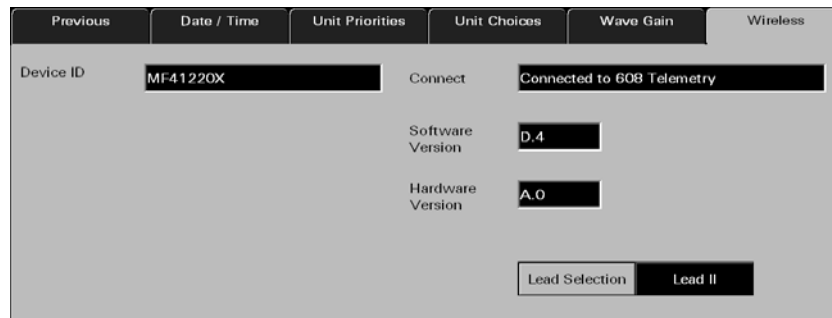 Previous
Date / Time
Unit Priorities
Unit Choices
Wave Gain
Wireless
Device ID
MF41220X
Connect
Connected to 608 Telemetry
Software
Version
D.4
Hardware
Version
A.0
Lead Selection
Lead II